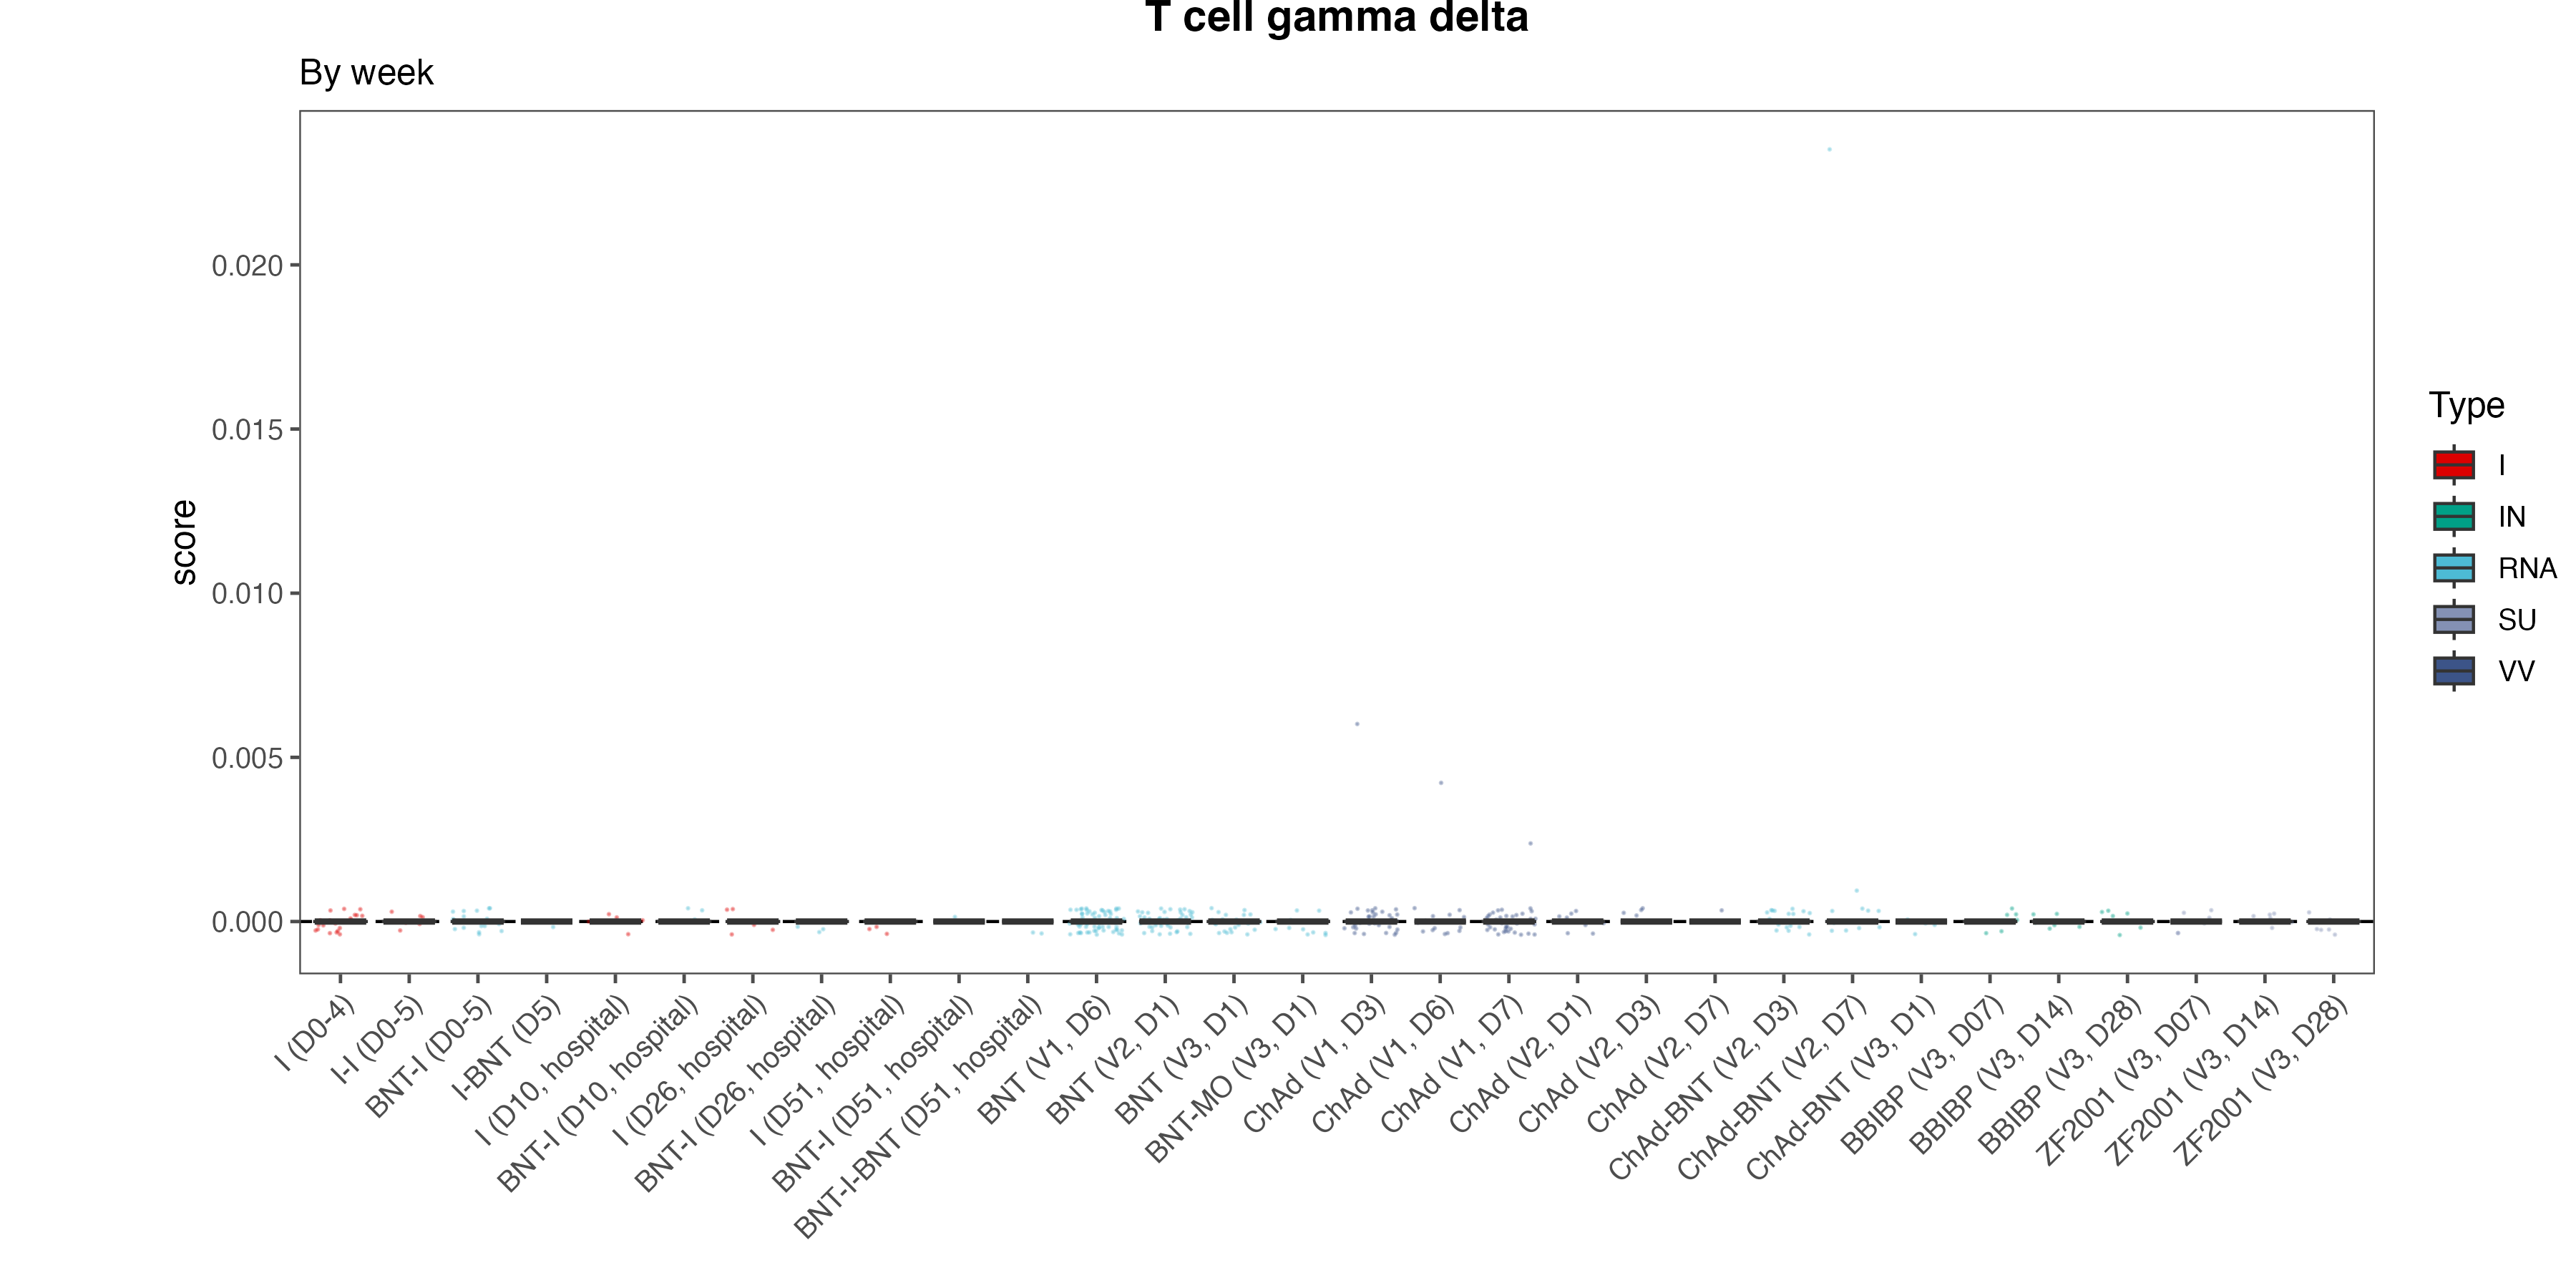 T cell gamma delta
By week
0.020
0.015
0.010
0.005
0.000
score
I (D0-4)
I-I (D0-5)
BNT-I (D0-5)
I-BNT (D5)
I (D10, hospital)
BNT-I (D10, hospital)
I (D26, hospital)
BNT-I (D26, hospital)
I (D51, hospital)
BNT-I (D51, hospital)
BNT-I-BNT (D51, hospital)
BNT (V1, D6)
BNT (V2, D1)
BNT (V3, D1)
BNT-MO (V3, D1)
ChAd (V1, D3)
ChAd (V1, D6)
ChAd (V1, D7)
ChAd (V2, D1)
ChAd (V2, D3)
ChAd (V2, D7)
ChAd-BNT (V2, D3)
ChAd-BNT (V2, D7)
ChAd-BNT (V3, D1)
BBIBP (V3, D07)
BBIBP (V3, D14)
BBIBP (V3, D28)
ZF2001 (V3, D07)
ZF2001 (V3, D14)
ZF2001 (V3, D28)
Type
I
IN
RNA
SU
VV